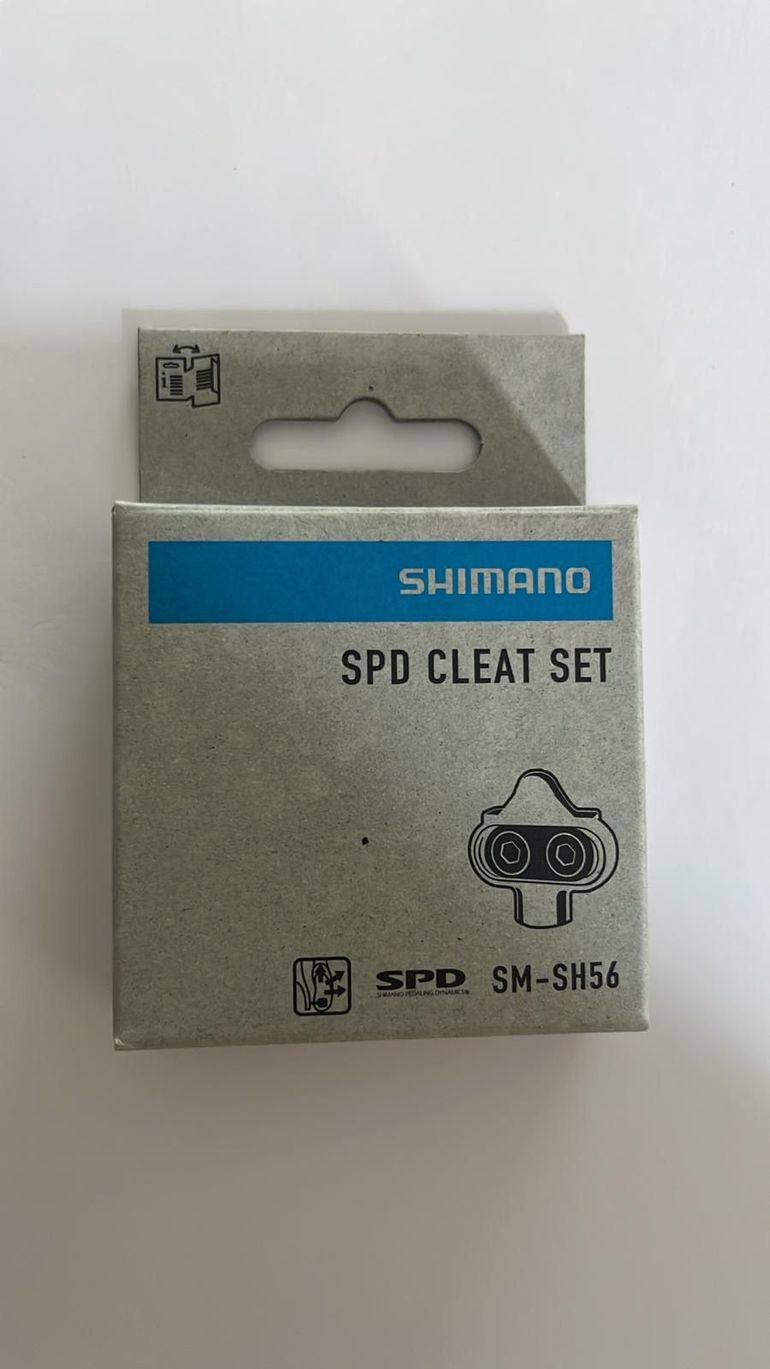 i
SHIMANO
SPD CLEAT SET
SPD
SHIMANO PEDALING DYNAMICS®
SM-SH56